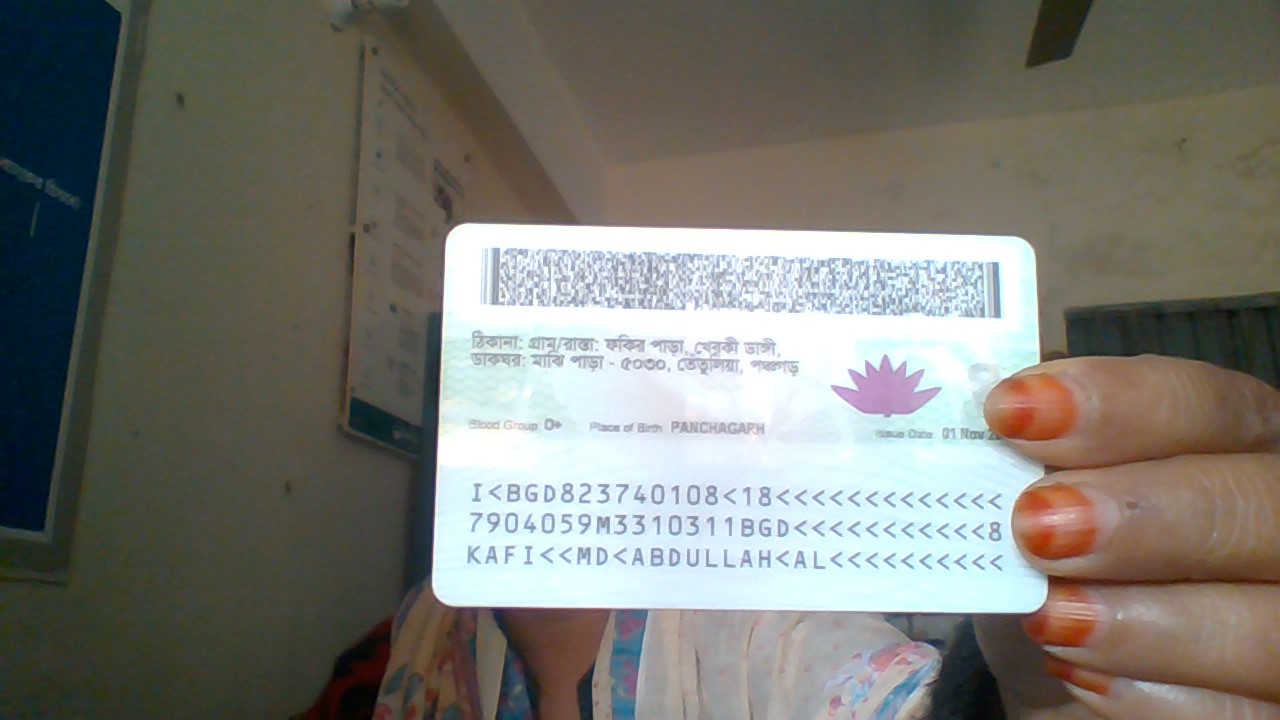 ঠিকানা: গ্রাম/রাস্তা: ফকির পাড়া, খেরকী ডাঙ্গী,
ডাকঘর: মাঝি পাড়া - ৫০৩০, তেঁতুলিয়া, পঞ্চগড়
Blood Group: O+ Place of Birth: PANCHAGARH Issue Date: 01 Nov 2
I<BGD823740108<18<<<<<<<<<<<<<
7904059M3310311BGD<<<<<<<<<<<8
KAFI<<MD<ABDULLAH<AL<<<<<<<<<<